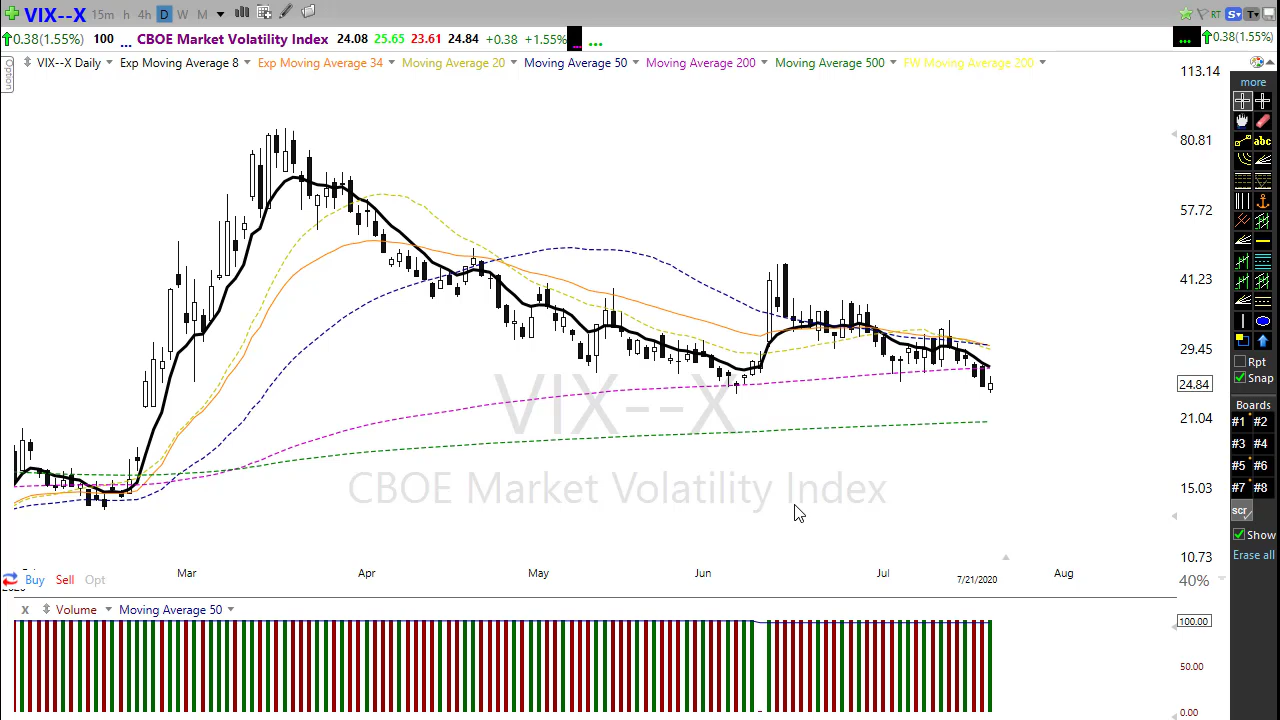 VIX--X 15m h 4h D W M RT S T
0.38(1.55%) 100 ... CBOE Market Volatility Index 24.08 25.65 23.61 24.84 +0.38 +1.55% ... ... ... 0.38(1.55%)
Option
VIX--X Daily Exp Moving Average 8 Exp Moving Average 34 Moving Average 20 Moving Average 50 Moving Average 200 Moving Average 500 FW Moving Average 200
113.14
80.81
57.72
41.23
29.45
24.84
21.04
15.03
10.73
VIX--X
CBOE Market Volatility Index
Mar Apr May Jun Jul 7/21/2020 Aug
Buy Sell Opt 40%
X Volume Moving Average 50
100.00
50.00
0.00
more
abc
Rpt
Snap
Boards
#1 #2
#3 #4
#5 #6
#7 #8
scr
Show
Erase all